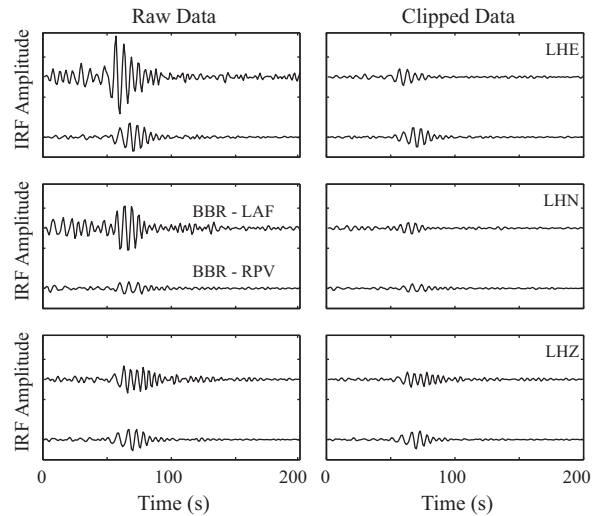 Raw Data
Clipped Data
IRF Amplitude
LHE
IRF Amplitude
BBR - LAF
BBR - RPV
LHN
IRF Amplitude
LHZ
0 100 200
0 100 200
Time (s)
Time (s)